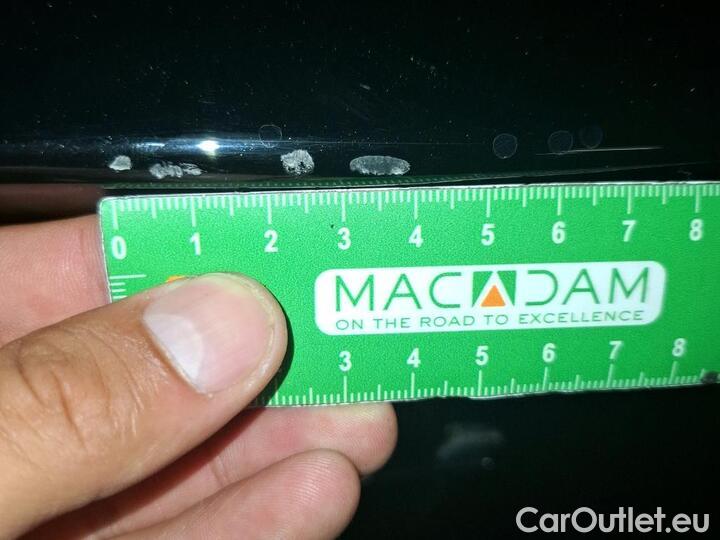 0 1 2 3 4 5 6 7 8
MACADAM
ON THE ROAD TO EXCELLENCE
3 4 5 6 7 8
CarOutlet.eu